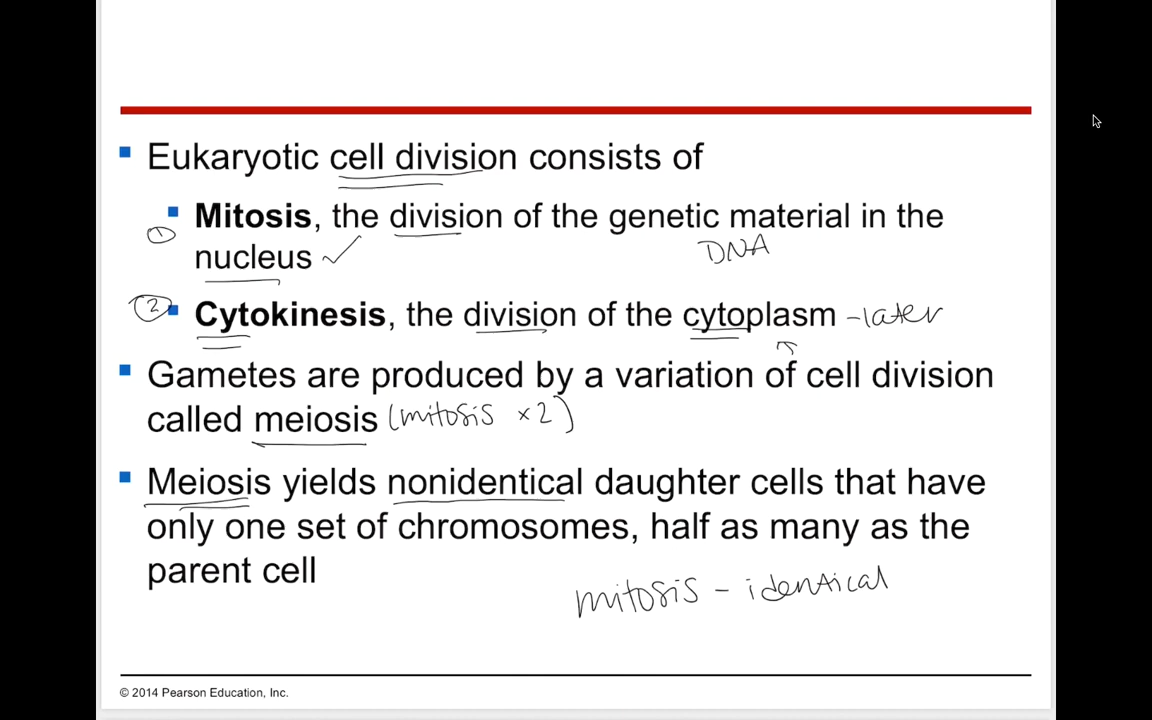 Eukaryotic cell division consists of
① Mitosis, the division of the genetic material in the
DNA
nucleus
② Cytokinesis, the division of the cytoplasm - later
Gametes are produced by a variation of cell division
called meiosis (mitosis x2)
Meiosis yields nonidentical daughter cells that have
only one set of chromosomes, half as many as the
parent cell
mitosis - identical
© 2014 Pearson Education, Inc.